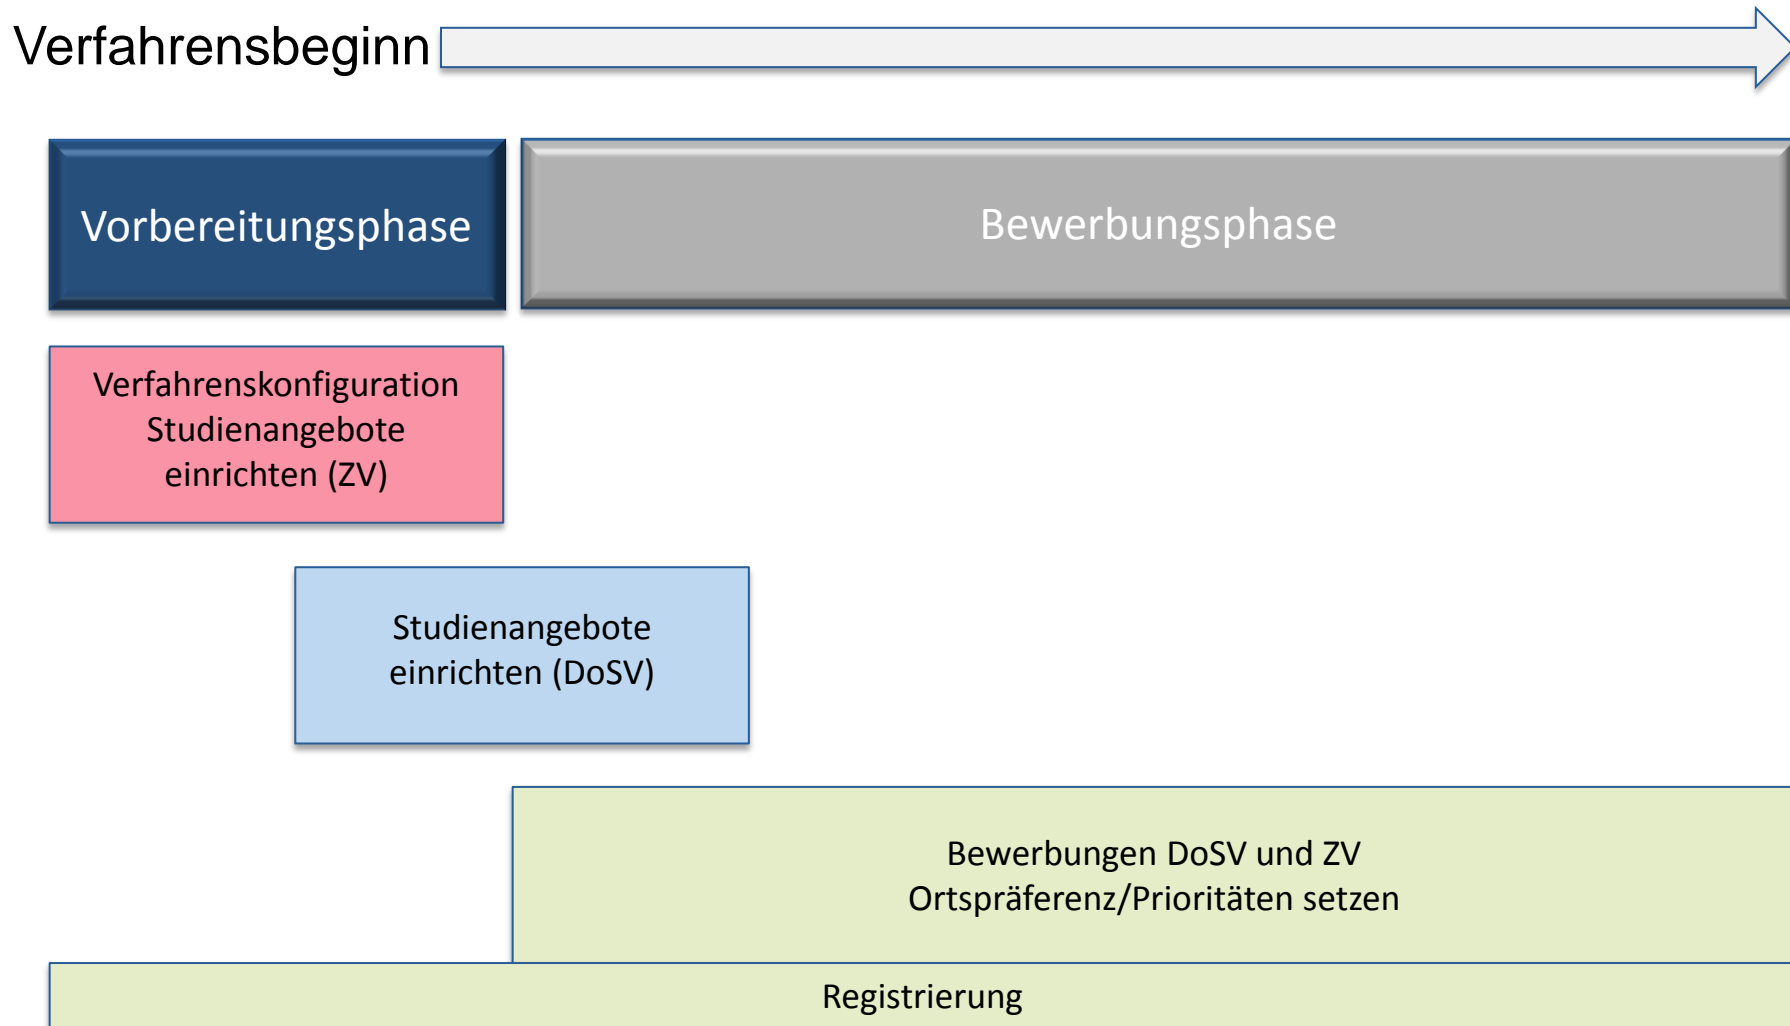 Verfahrensbeginn
Vorbereitungsphase
Bewerbungsphase
Verfahrenskonfiguration
Studienangebote
einrichten (ZV)
Studienangebote
einrichten (DoSV)
Bewerbungen DoSV und ZV
Ortspräferenz/Prioritäten setzen
Registrierung